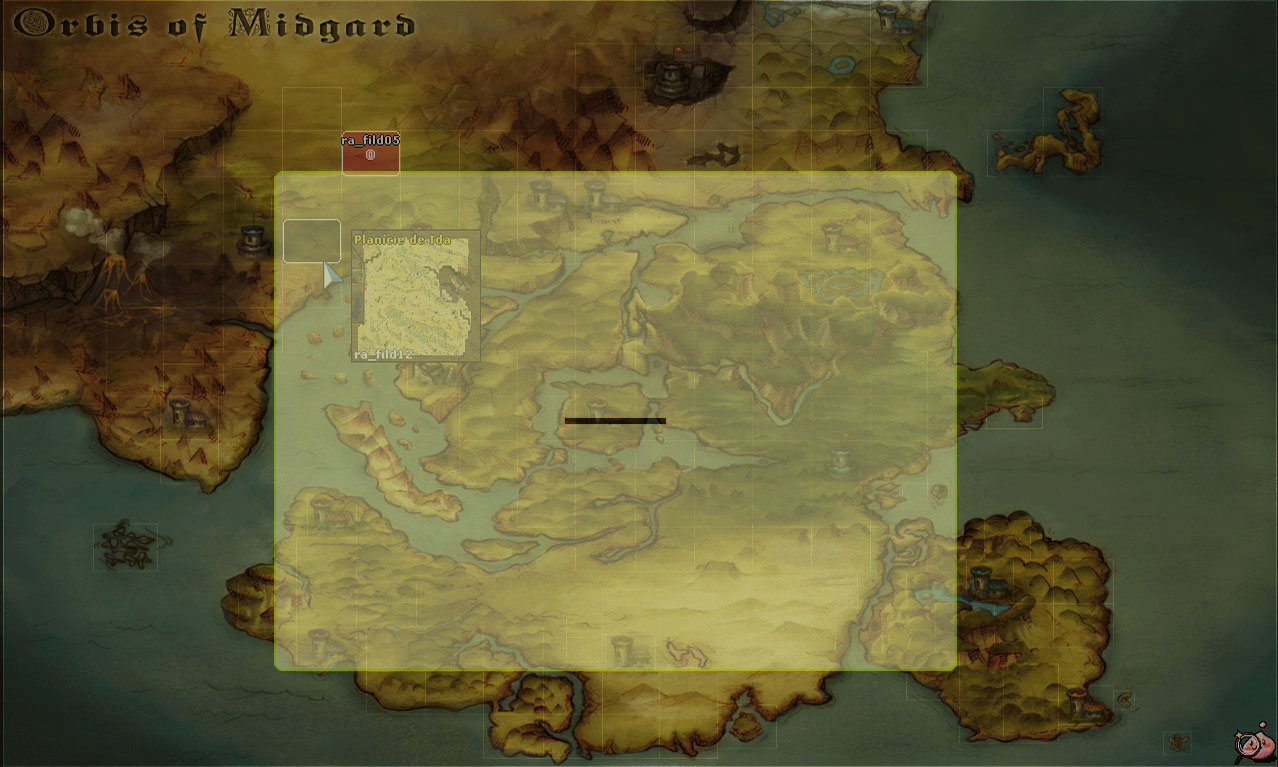 Orbis of Midgard
ra_fild05
0
Planicie de Ida
ra_fild12